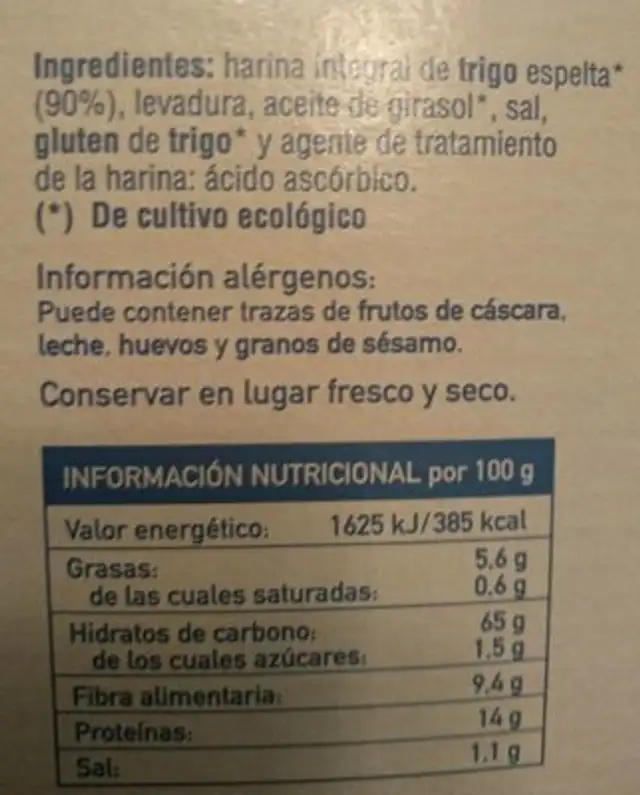 Ingredientes: harina integral de trigo espelta*
(90%), levadura, aceite de girasol*, sal,
gluten de trigo* y agente de tratamiento
de la harina: ácido ascórbico.
(*) De cultivo ecológico
Información alérgenos:
Puede contener trazas de frutos de cáscara,
leche, huevos y granos de sésamo.
Conservar en lugar fresco y seco.
INFORMACIÓN NUTRICIONAL por 100 g
Valor energético: 1625 kJ/385 kcal
Grasas: 5,6 g
de las cuales saturadas: 0,6 g
Hidratos de carbono: 65 g
de los cuales azúcares: 1,5 g
Fibra alimentaria: 9,4 g
Proteínas: 14 g
Sal: 1,1 g